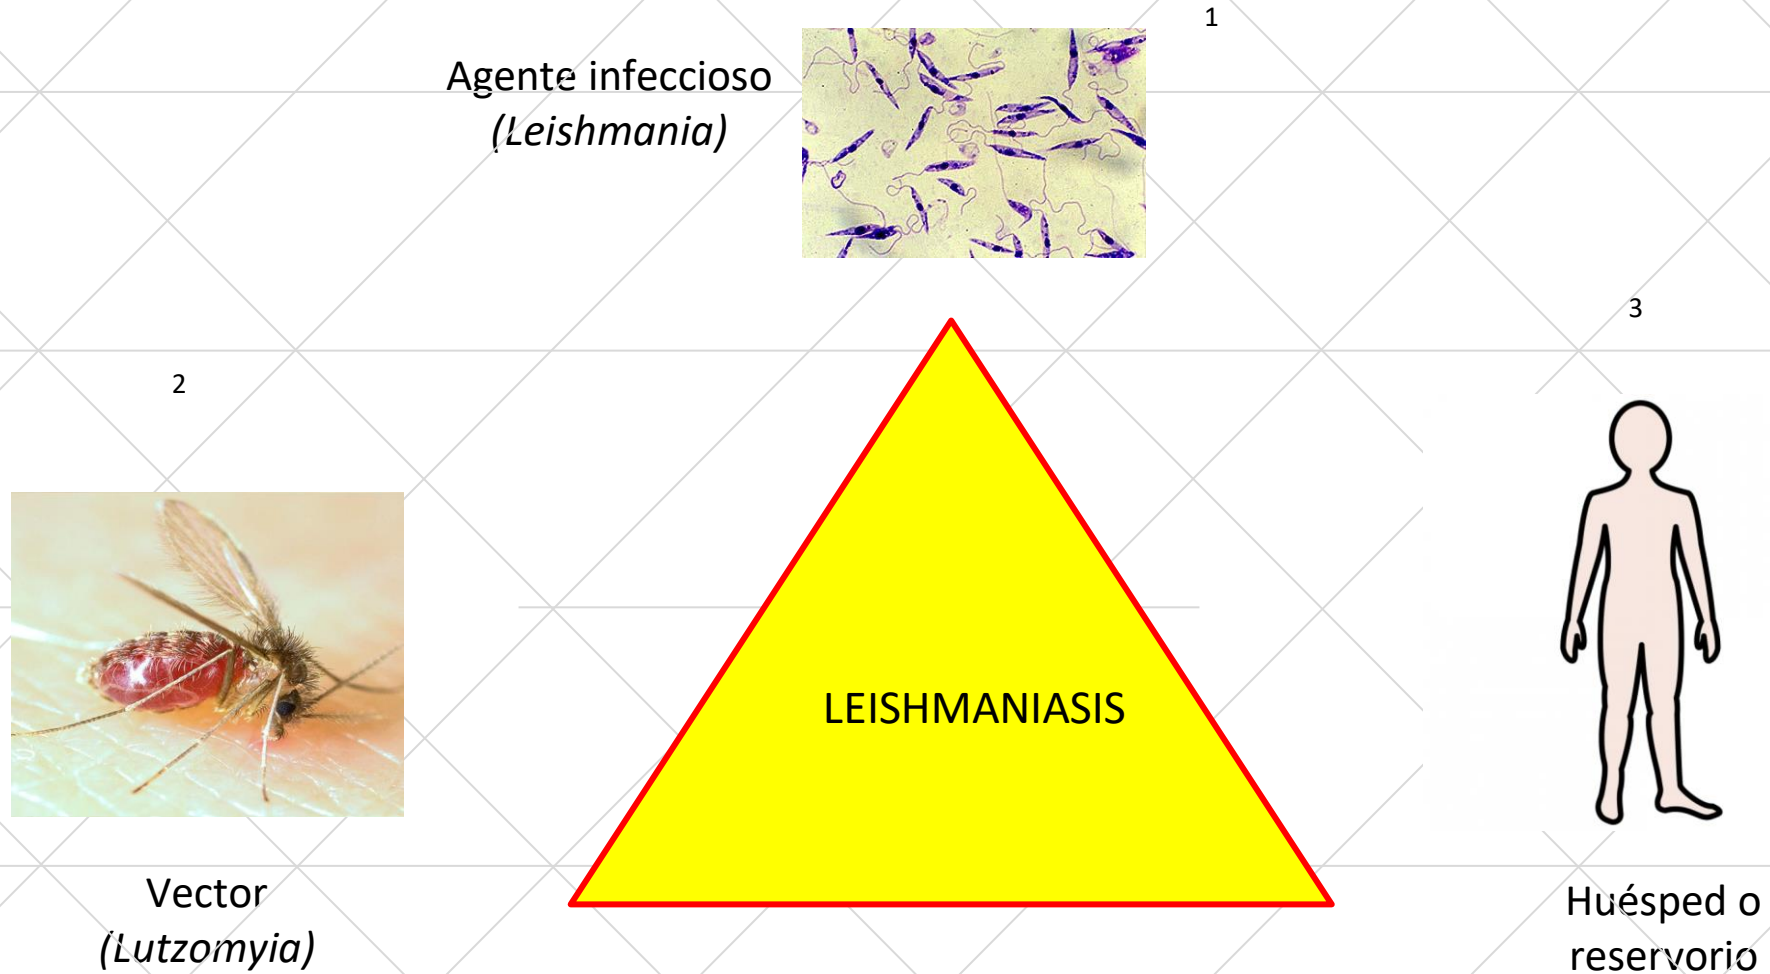 1
Agente infeccioso
(Leishmania)
3
2
LEISHMANIASIS
Vector
(Lutzomyia)
Huésped o
reservorio